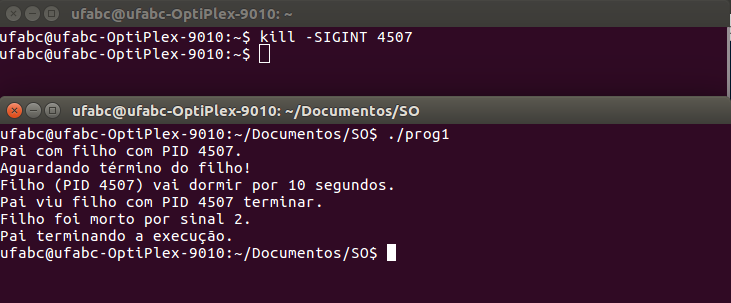 ufabc@ufabc-OptiPlex-9010: ~
ufabc@ufabc-OptiPlex-9010:~$ kill -SIGINT 4507
ufabc@ufabc-OptiPlex-9010:~$
ufabc@ufabc-OptiPlex-9010: ~/Documentos/SO
ufabc@ufabc-OptiPlex-9010:~/Documentos/SO$ ./prog1
Pai com filho com PID 4507.
Aguardando término do filho!
Filho (PID 4507) vai dormir por 10 segundos.
Pai viu filho com PID 4507 terminar.
Filho foi morto por sinal 2.
Pai terminando a execução.
ufabc@ufabc-OptiPlex-9010:~/Documentos/SO$